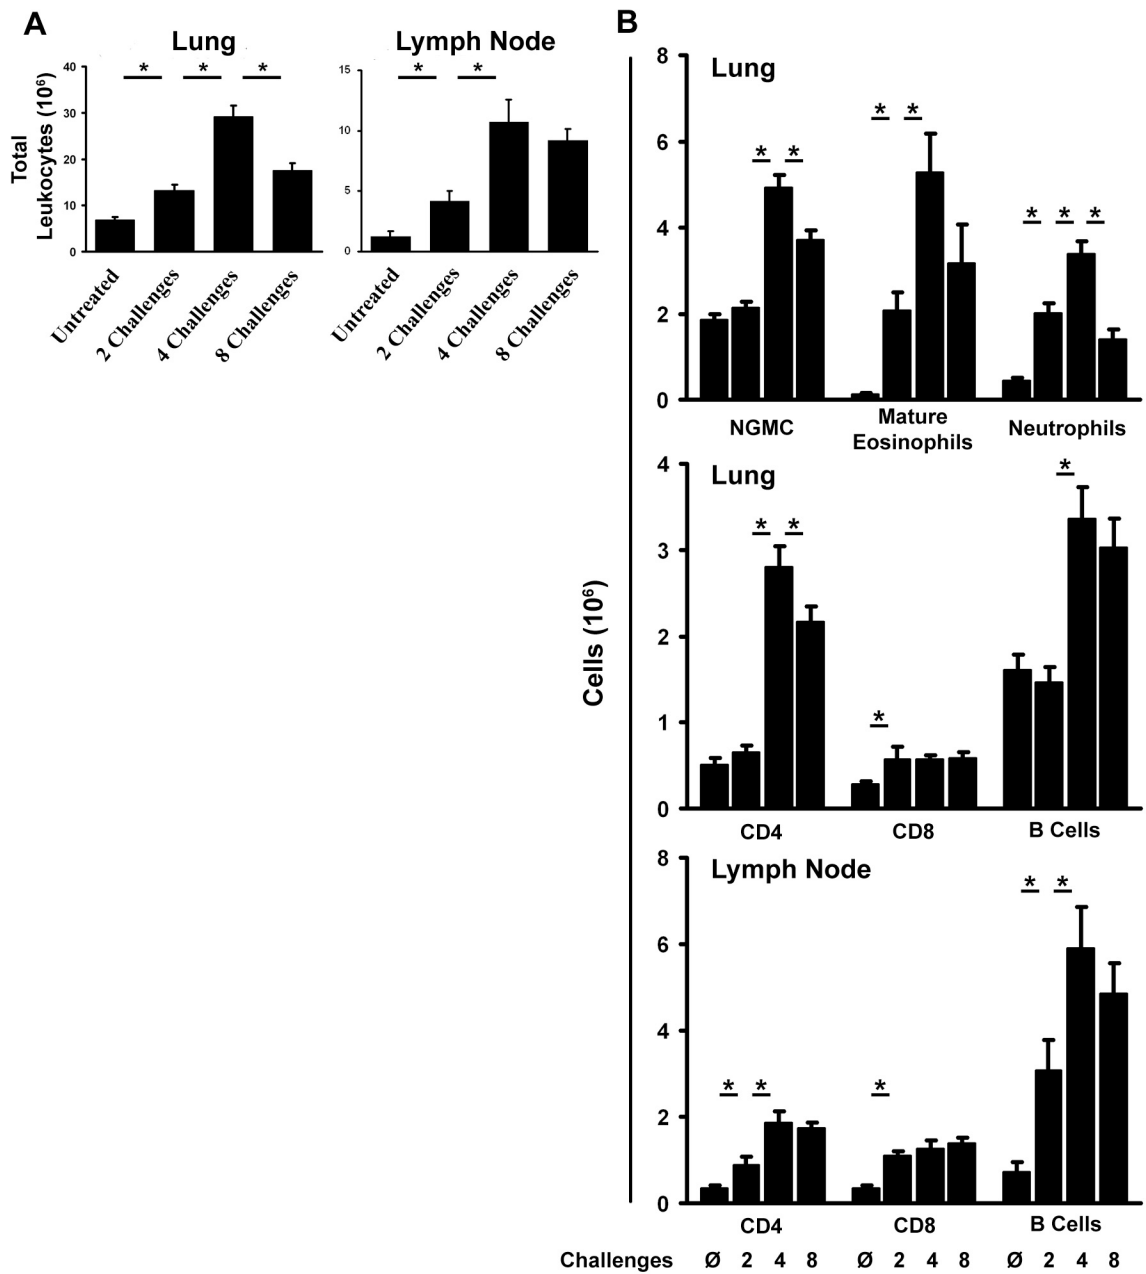 A
Lung
Lymph Node
Total
Leukocytes (10⁶)
40
30
20
10
0
* * *
15
10
5
0
* *
Untreated
2 Challenges
4 Challenges
8 Challenges
Untreated
2 Challenges
4 Challenges
8 Challenges
B
Cells (10⁶)
Lung
8
6
4
2
0
* * * * * * *
NGMC
Mature
Eosinophils
Neutrophils
Lung
4
3
2
1
0
* * * *
CD4
CD8
B Cells
Lymph Node
8
6
4
2
0
* * * * *
CD4
CD8
B Cells
Challenges Ø 2 4 8 Ø 2 4 8 Ø 2 4 8